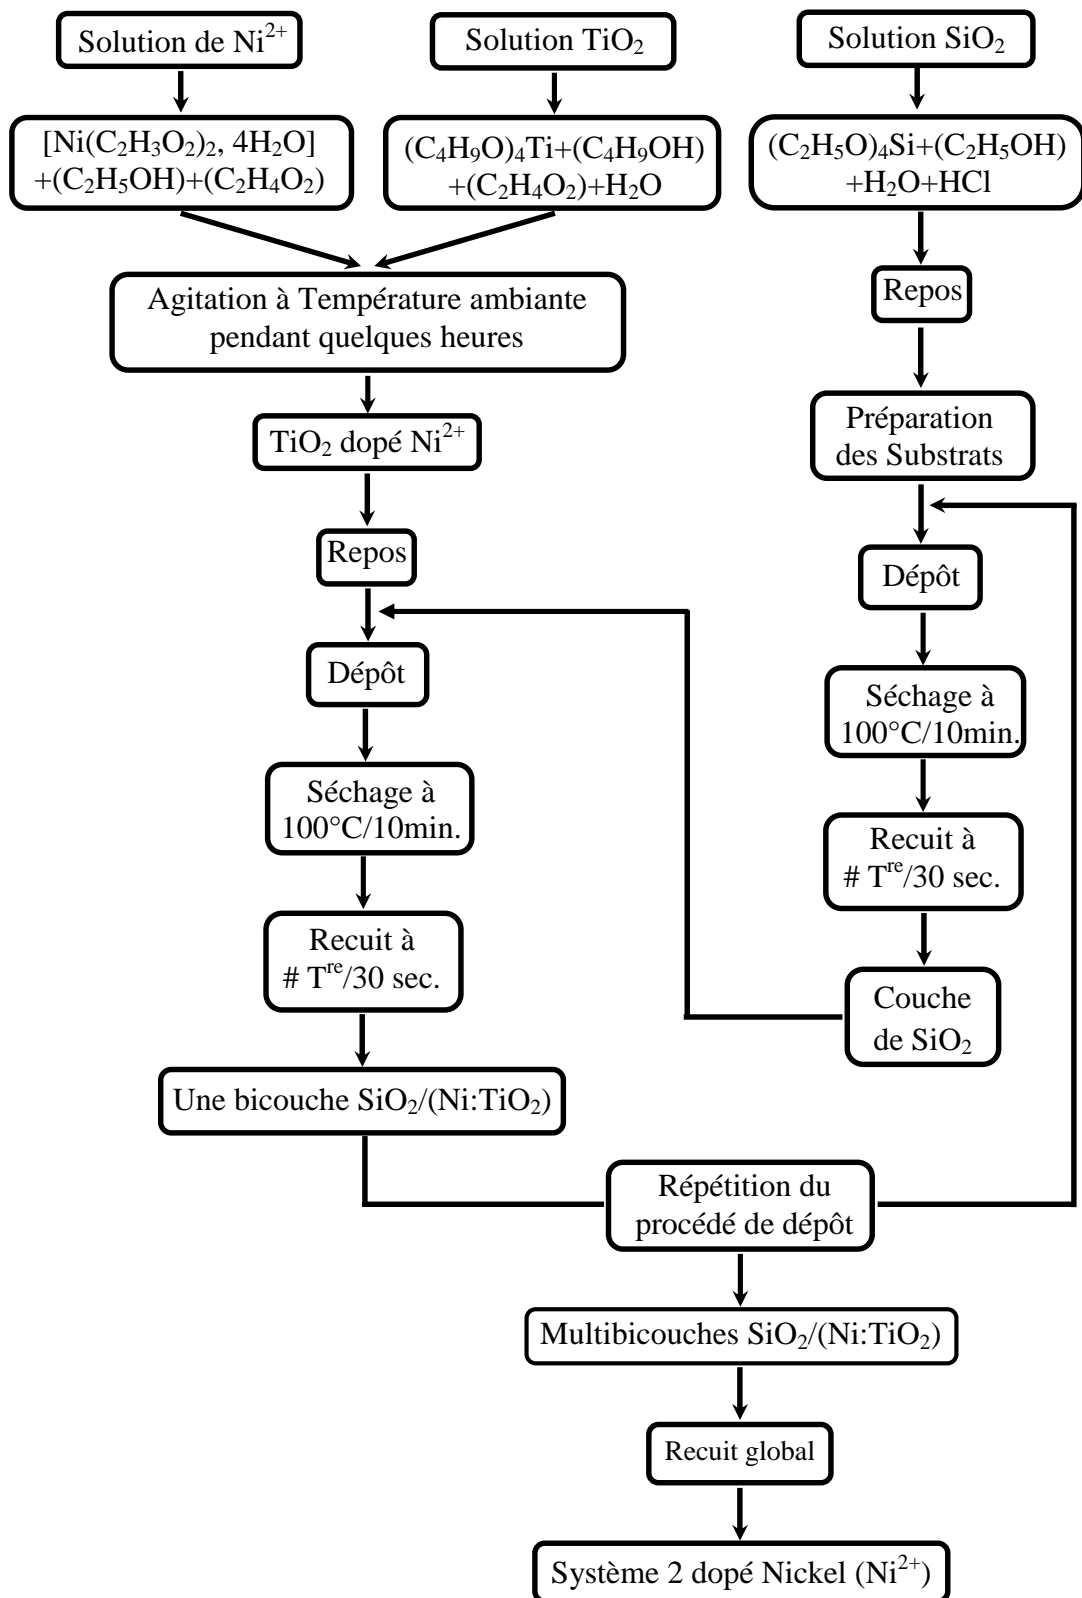 Solution de Ni²⁺
Solution TiO₂
Solution SiO₂
[Ni(C₂H₃O₂)₂, 4H₂O]
+(C₂H₅OH)+(C₂H₄O₂)
(C₄H₉O)₄Ti+(C₄H₉OH)
+(C₂H₄O₂)+H₂O
(C₂H₅O)₄Si+(C₂H₅OH)
+H₂O+HCl
Agitation à Température ambiante
pendant quelques heures
Repos
TiO₂ dopé Ni²⁺
Préparation
des Substrats
Repos
Dépôt
Dépôt
Séchage à
100°C/10min.
Séchage à
100°C/10min.
Recuit à
# Tʳᵉ/30 sec.
Recuit à
# Tʳᵉ/30 sec.
Couche
de SiO₂
Une bicouche SiO₂/(Ni:TiO₂)
Répétition du
procédé de dépôt
Multibicouches SiO₂/(Ni:TiO₂)
Recuit global
Système 2 dopé Nickel (Ni²⁺)